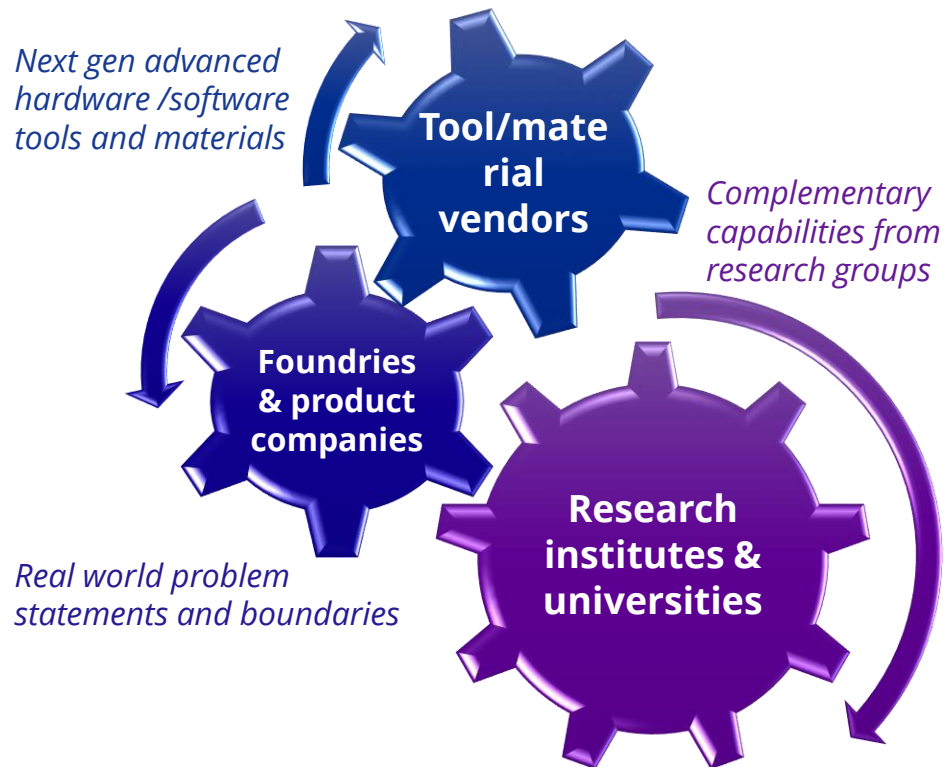 Next gen advanced
hardware /software
tools and materials
Tool/mate
rial
vendors
Complementary
capabilities from
research groups
Foundries
& product
companies
Research
institutes &
universities
Real world problem
statements and boundaries